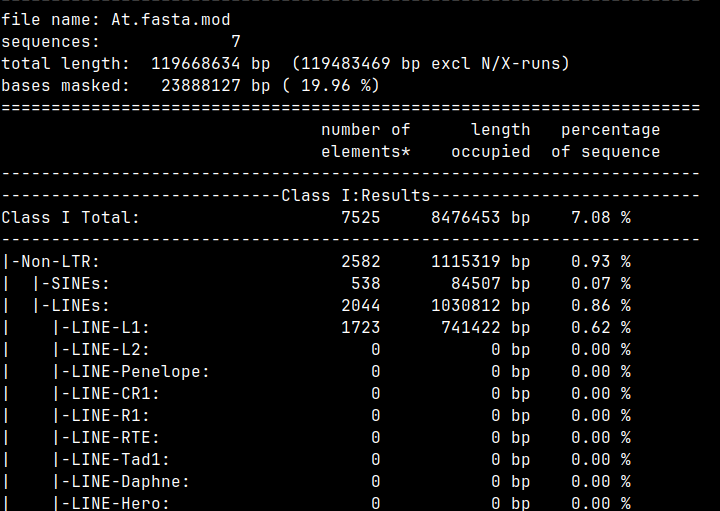 file name: At.fasta.mod
sequences:             7
total length:  119668634 bp  (119483469 bp excl N/X-runs)
bases masked:   23888127 bp ( 19.96 %)
======================================================================
                                number of      length   percentage
                                elements*    occupied  of sequence
----------------------------------------------------------------------
----------------------------Class I:Results---------------------------
Class I Total:                    7525     8476453 bp    7.08 %
----------------------------------------------------------------------
|-Non-LTR:                        2582     1115319 bp    0.93 %
|  |-SINEs:                        538       84507 bp    0.07 %
|  |-LINEs:                       2044     1030812 bp    0.86 %
|    |-LINE-L1:                   1723      741422 bp    0.62 %
|    |-LINE-L2:                      0           0 bp    0.00 %
|    |-LINE-Penelope:                0           0 bp    0.00 %
|    |-LINE-CR1:                     0           0 bp    0.00 %
|    |-LINE-R1:                      0           0 bp    0.00 %
|    |-LINE-RTE:                     0           0 bp    0.00 %
|    |-LINE-Tad1:                    0           0 bp    0.00 %
|    |-LINE-Daphne:                  0           0 bp    0.00 %
|    |-LINE-Hero:                    0           0 bp    0.00 %